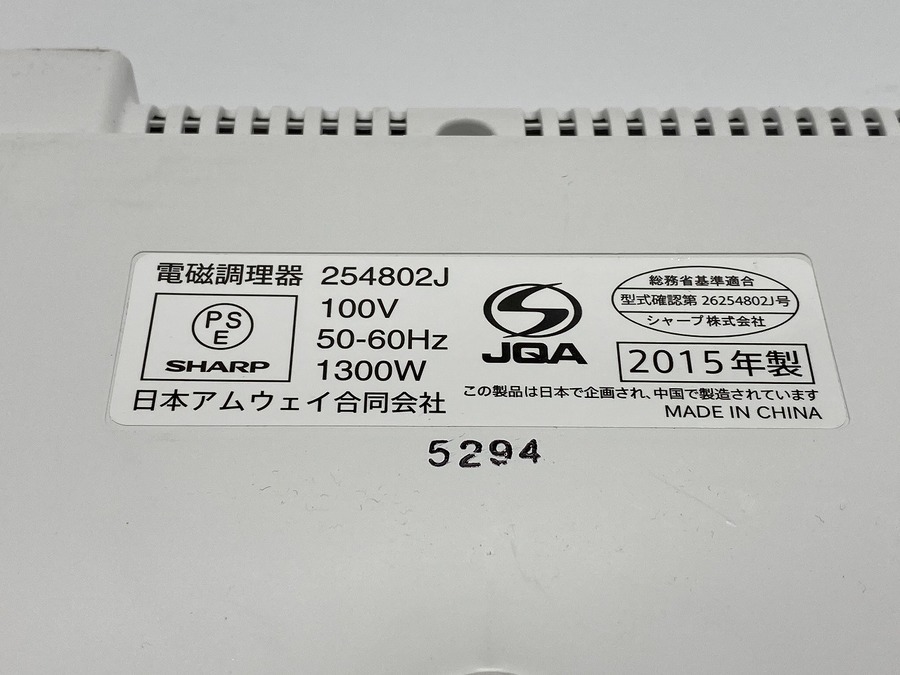 電磁調理器 254802J
PSE
SHARP
100V
50-60Hz
1300W
日本アムウェイ合同会社
JQA
総務省基準適合
型式確認第 26254802J号
シャープ株式会社
2015年製
この製品は日本で企画され、中国で製造されています
MADE IN CHINA
5294